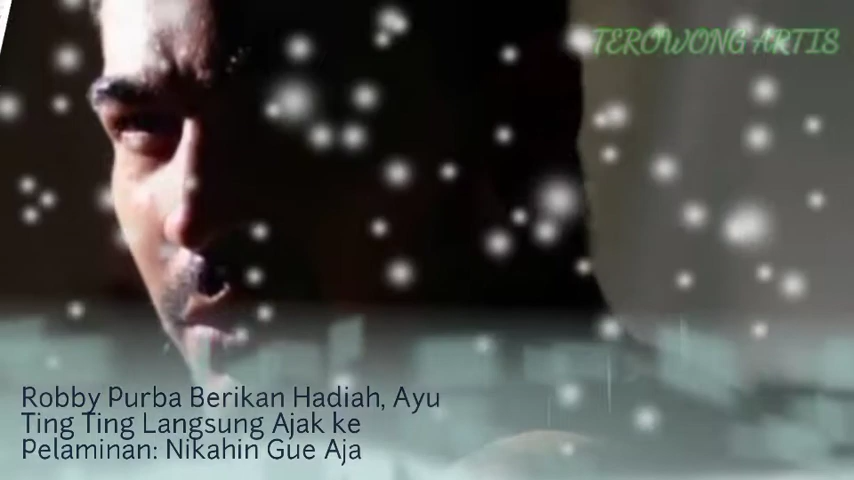 TEROWONG ARTIS
Robby Purba Berikan Hadiah, Ayu
Ting Ting Langsung Ajak ke
Pelaminan: Nikahin Gue Aja